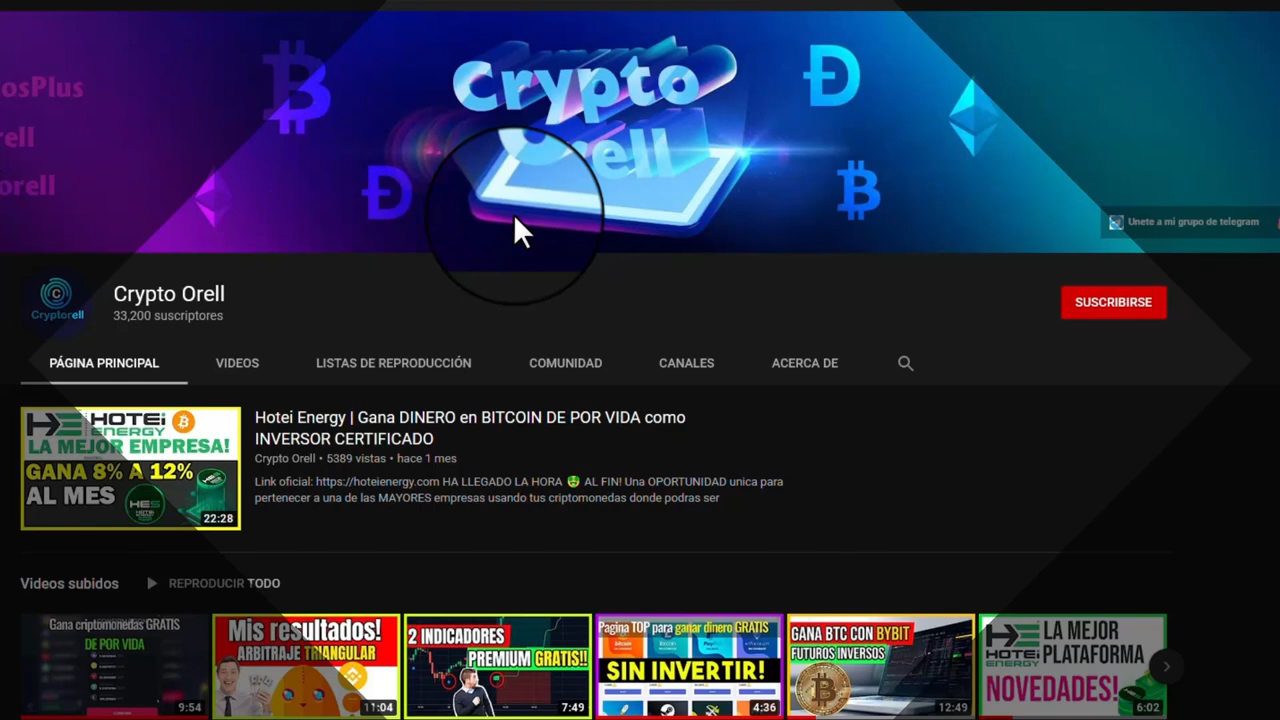 osPlus
rell
orell
Crypto
Orell
Unete a mi grupo de telegram
Cryptorell
Crypto Orell
33,200 suscriptores
SUSCRIBIRSE
PÁGINA PRINCIPAL VIDEOS LISTAS DE REPRODUCCIÓN COMUNIDAD CANALES ACERCA DE
HOTEi
ENERGY
LA MEJOR EMPRESA!
GANA 8% A 12%
AL MES
HES
22:28
Hotei Energy | Gana DINERO en BITCOIN DE POR VIDA como
INVERSOR CERTIFICADO
Crypto Orell • 5389 vistas • hace 1 mes
Link oficial: https://hoteienergy.com HA LLEGADO LA HORA 🤑 AL FIN! Una OPORTUNIDAD unica para
pertenecer a una de las MAYORES empresas usando tus criptomonedas donde podras ser
Videos subidos REPRODUCIR TODO
Gana criptomonedas GRATIS
DE POR VIDA
9:54
Mis resultados!
ARBITRAJE TRIANGULAR
11:04
2 INDICADORES
PREMIUM GRATIS!!
7:49
Pagina TOP para ganar dinero GRATIS
SIN INVERTIR!
4:36
GANA BTC CON BYBIT
FUTUROS INVERSOS
12:49
HOTEi
ENERGY
LA MEJOR
PLATAFORMA
NOVEDADES!
6:02